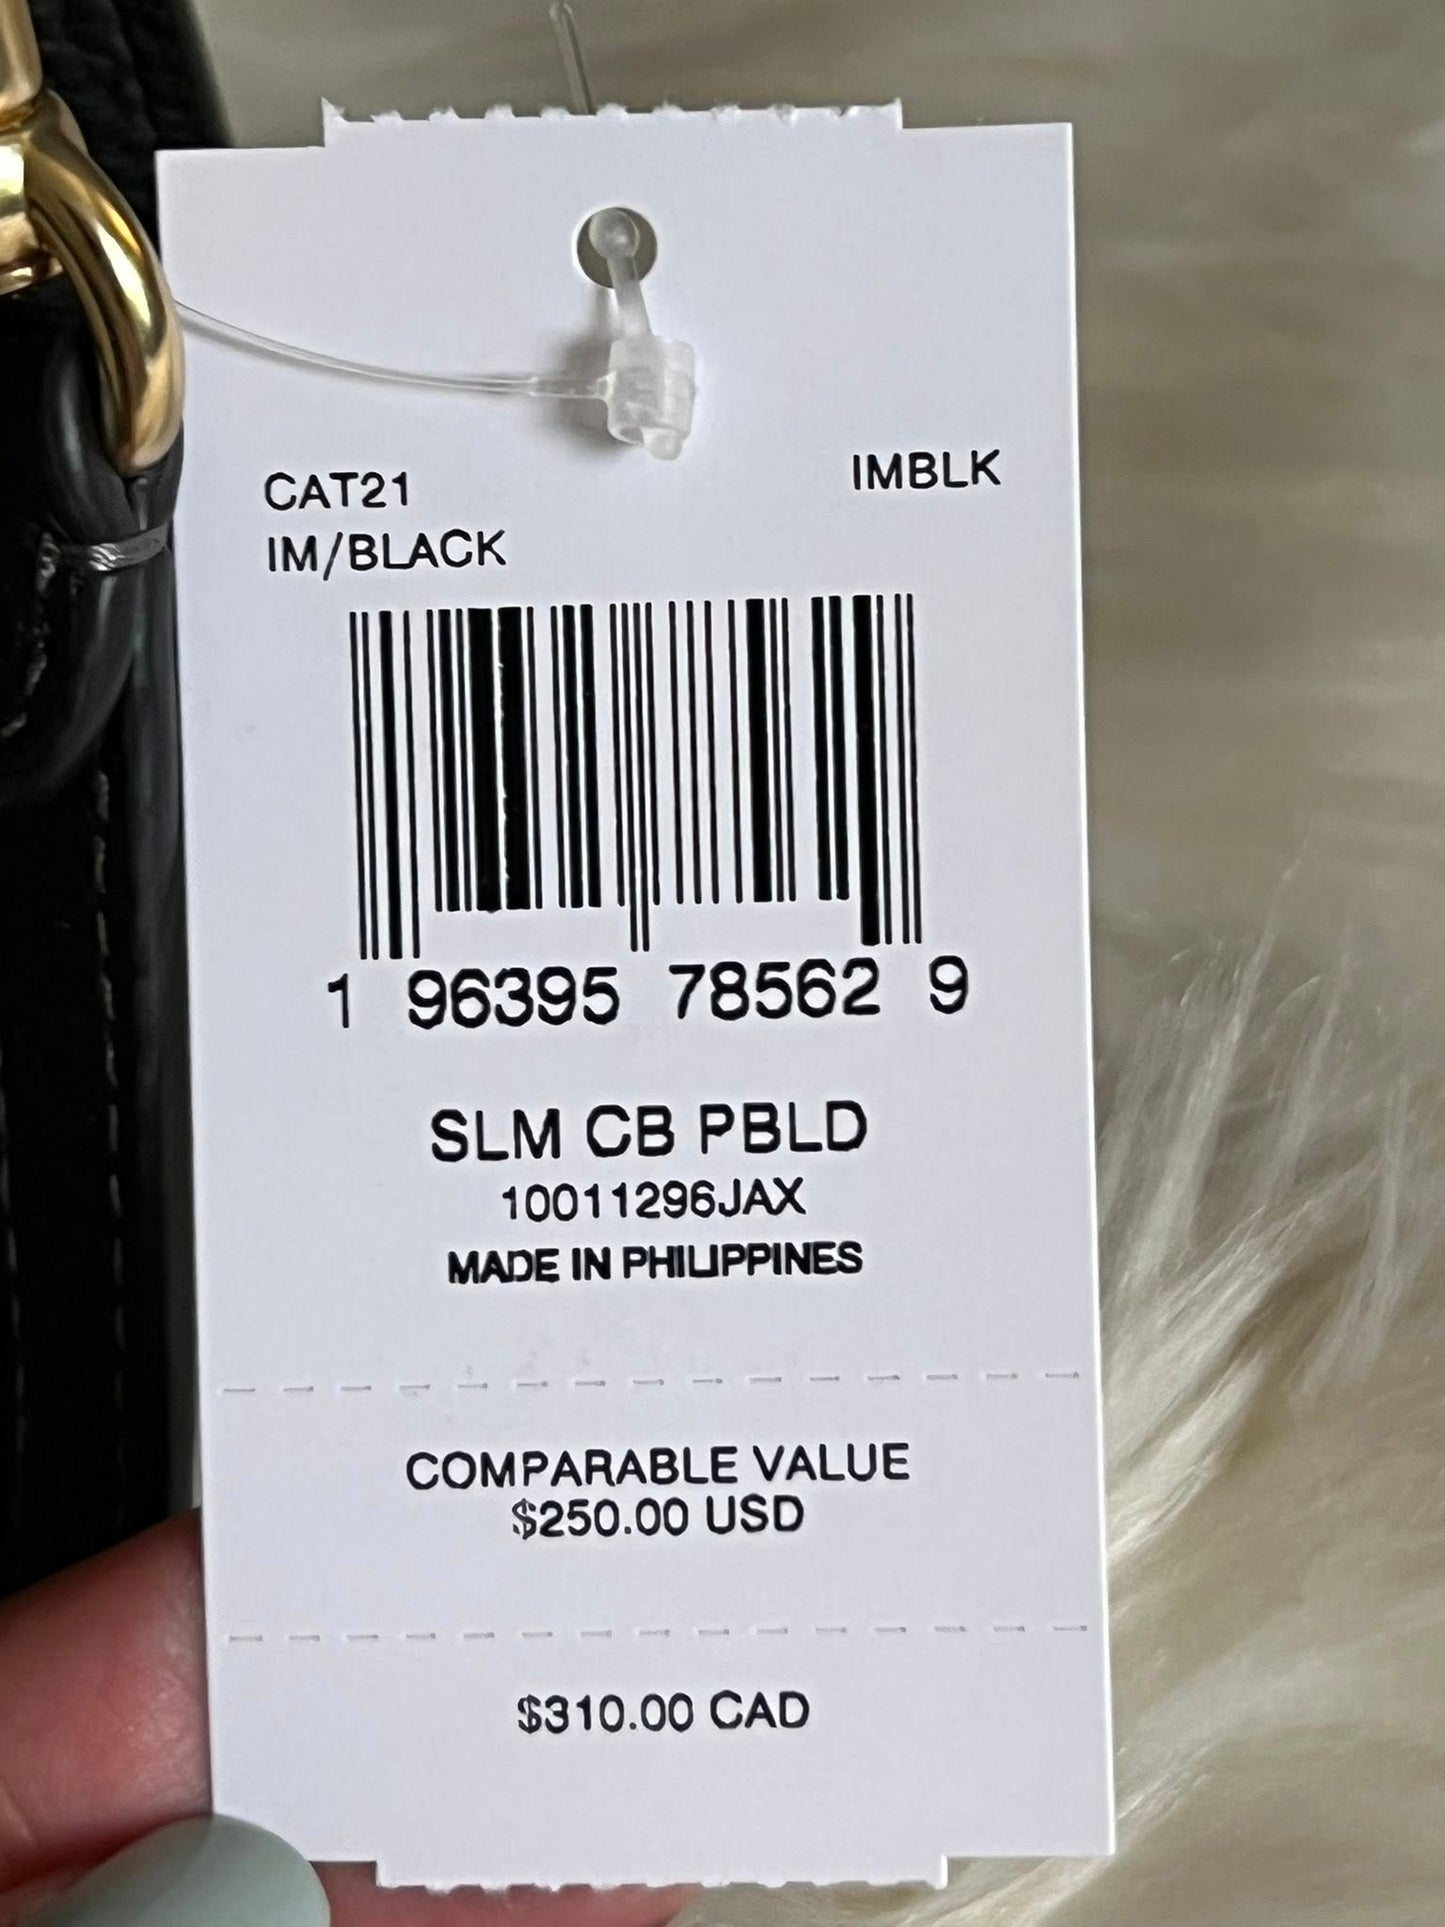 CAT21 IMBLK
IM/BLACK
1 96395 78562 9
SLM CB PBLD
10011296JAX
MADE IN PHILIPPINES
COMPARABLE VALUE
$250.00 USD
$310.00 CAD